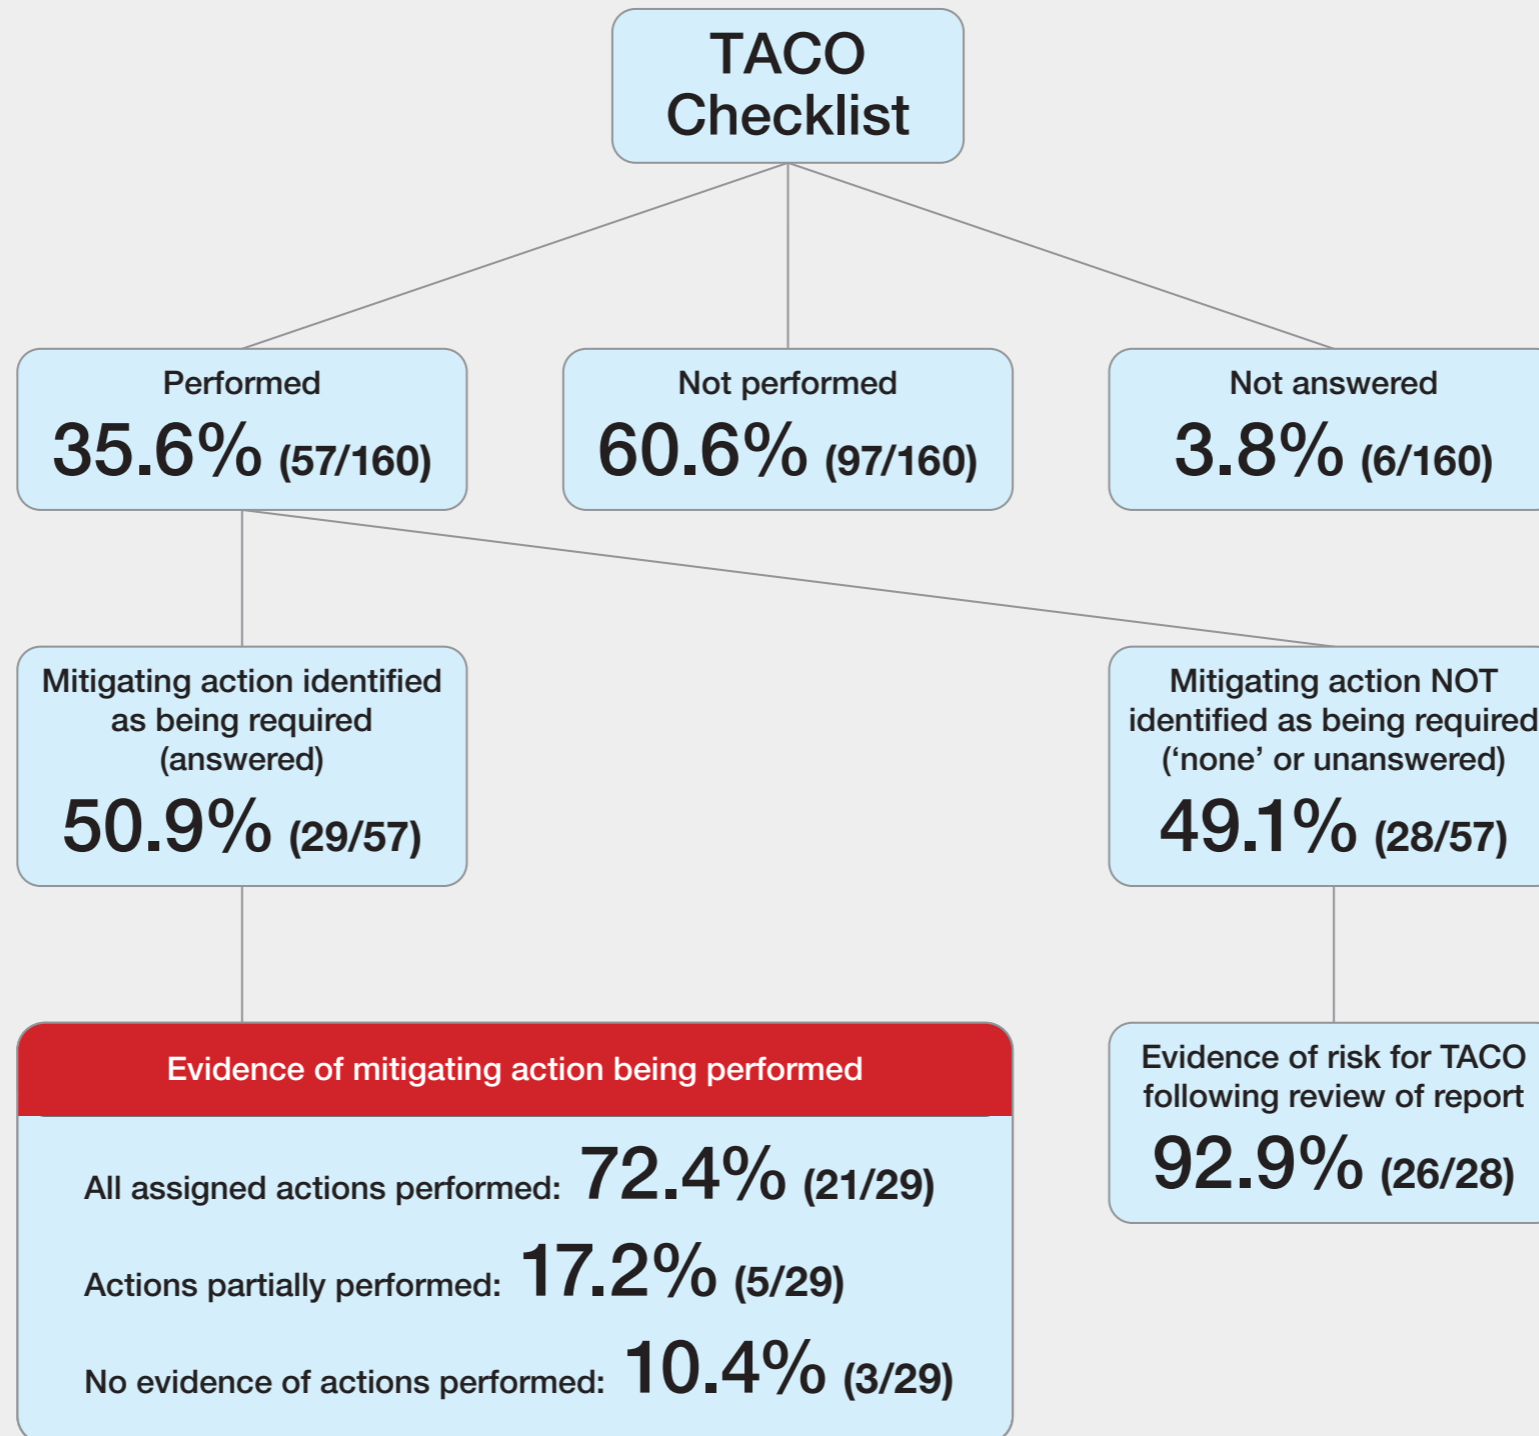 TACO
Checklist
Performed
35.6% (57/160)
Not performed
60.6% (97/160)
Not answered
3.8% (6/160)
Mitigating action identified
as being required
(answered)
50.9% (29/57)
Mitigating action NOT
identified as being required
(‘none’ or unanswered)
49.1% (28/57)
Evidence of mitigating action being performed
All assigned actions performed: 72.4% (21/29)
Actions partially performed: 17.2% (5/29)
No evidence of actions performed: 10.4% (3/29)
Evidence of risk for TACO
following review of report
92.9% (26/28)